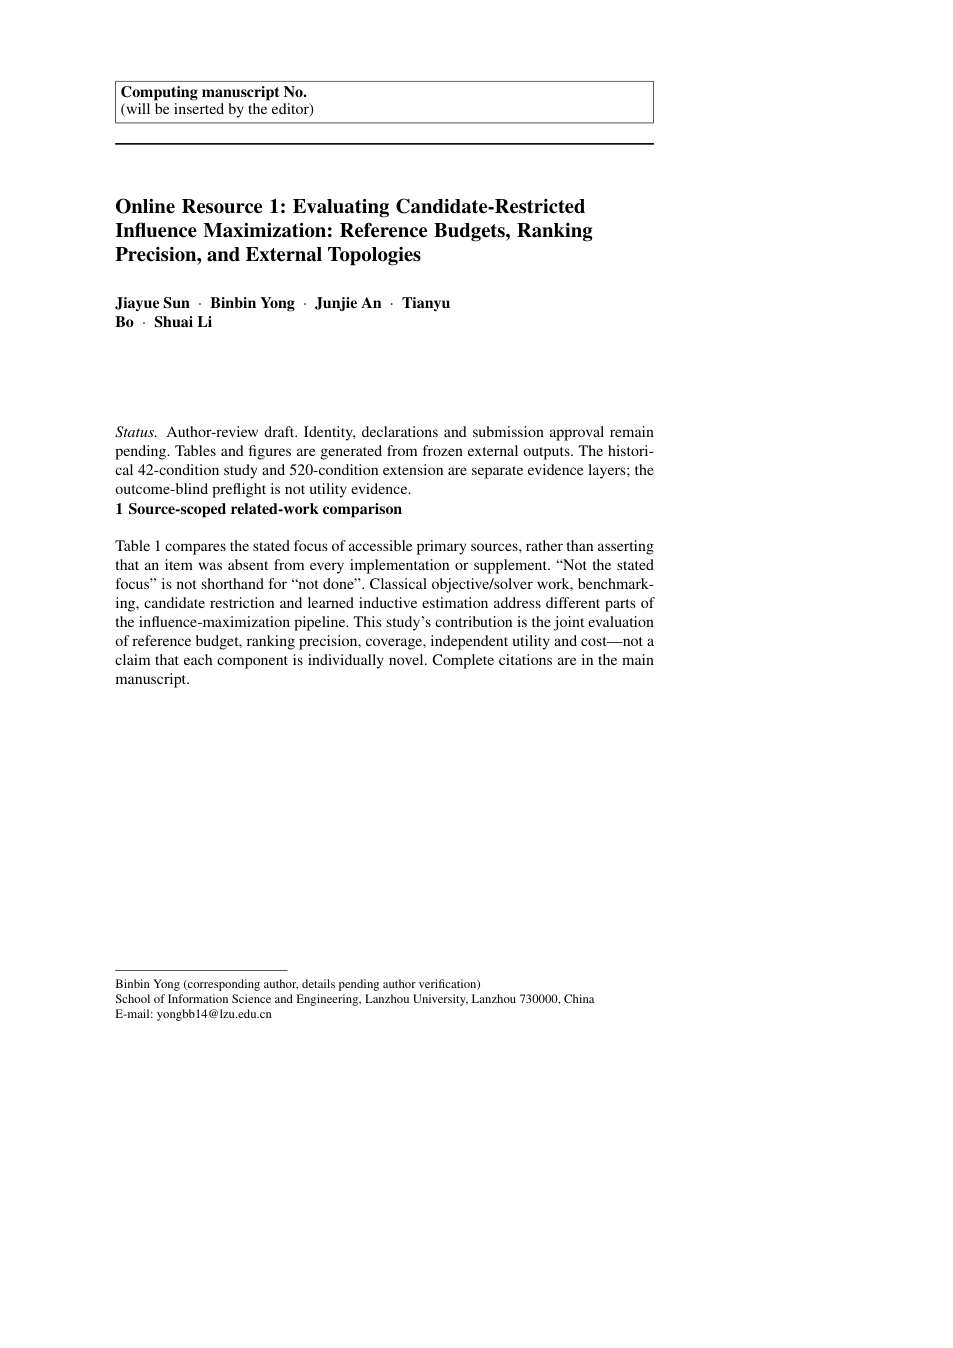 Computing manuscript No.
(will be inserted by the editor)
Online Resource 1: Evaluating Candidate-Restricted
Influence Maximization: Reference Budgets, Ranking
Precision, and External Topologies
Jiayue Sun · Binbin Yong · Junjie An · Tianyu
Bo · Shuai Li
Status. Author-review draft. Identity, declarations and submission approval remain
pending. Tables and figures are generated from frozen external outputs. The histori-
cal 42-condition study and 520-condition extension are separate evidence layers; the
outcome-blind preflight is not utility evidence.
1 Source-scoped related-work comparison
Table 1 compares the stated focus of accessible primary sources, rather than asserting
that an item was absent from every implementation or supplement. “Not the stated
focus” is not shorthand for “not done”. Classical objective/solver work, benchmark-
ing, candidate restriction and learned inductive estimation address different parts of
the influence-maximization pipeline. This study’s contribution is the joint evaluation
of reference budget, ranking precision, coverage, independent utility and cost—not a
claim that each component is individually novel. Complete citations are in the main
manuscript.
Binbin Yong (corresponding author, details pending author verification)
School of Information Science and Engineering, Lanzhou University, Lanzhou 730000, China
E-mail: yongbb14@lzu.edu.cn